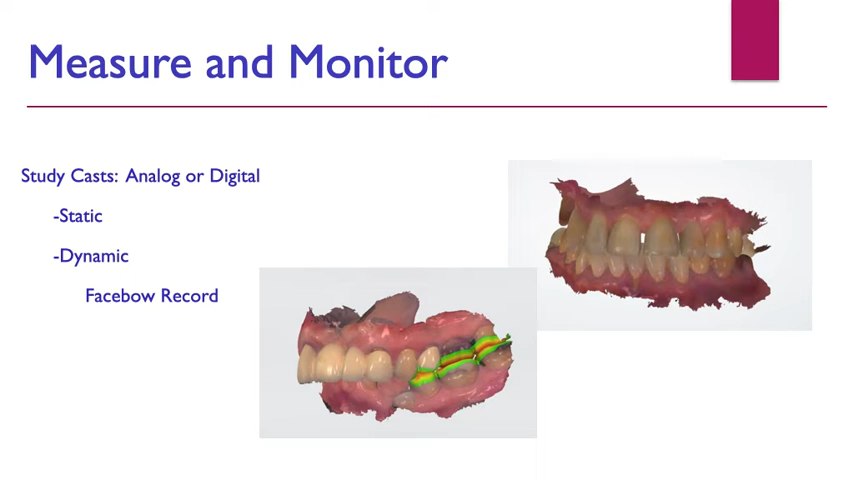 Measure and Monitor
Study Casts: Analog or Digital
-Static
-Dynamic
Facebow Record